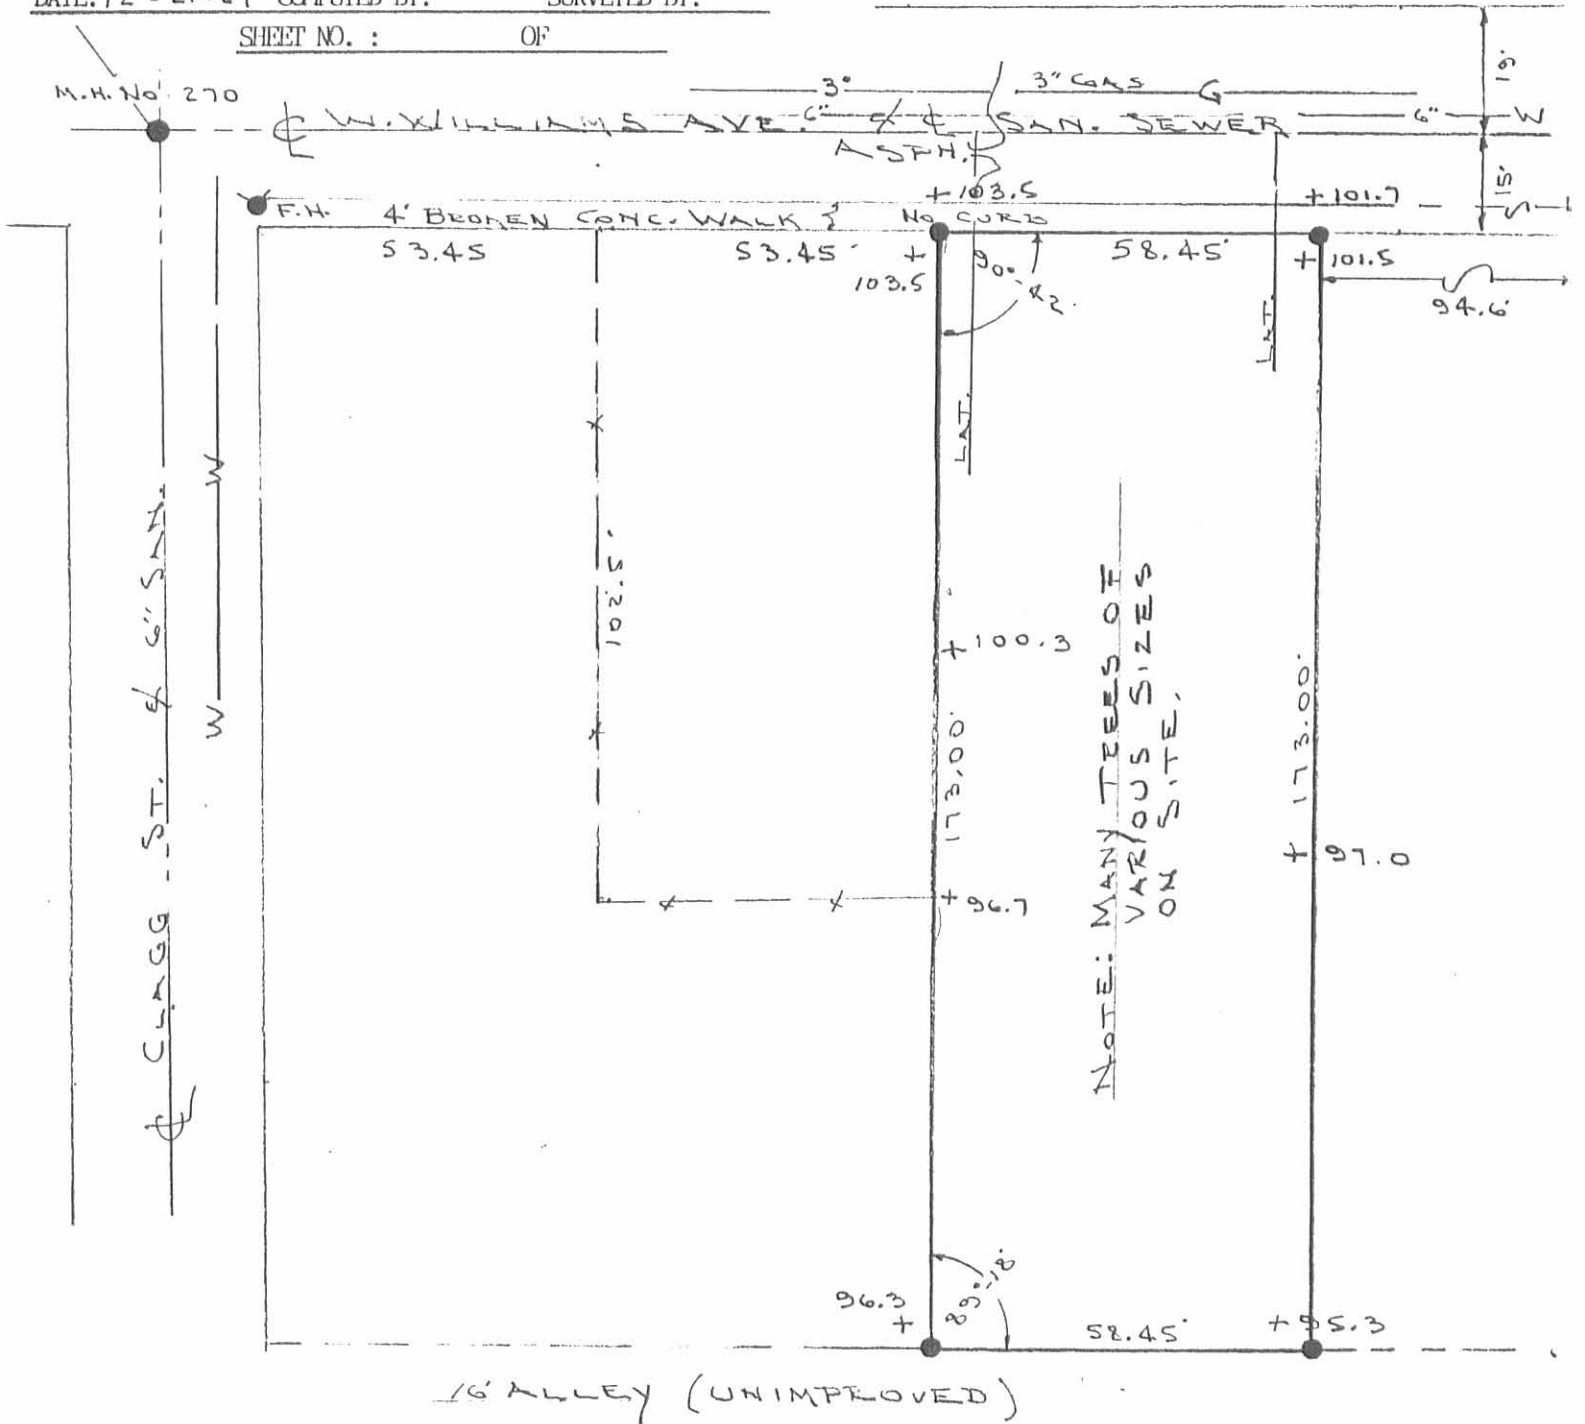 SHEET NO. : OF
M.H. No. 270
3"
3" GAS G
19'
W. WILLIAMS AVE. 6" & ℄ SAN. SEWER 6" W
ASPH.
15'
+ 103.5
+ 101.7
F.H. 4' BROKEN CONC. WALK & NO CURB
53.45
53.45'
+ 103.5
90°-42'
58.45'
+ 101.5
94.6'
LAT.
LAT.
W
W
℄ CLAGG ST. & 6" SAN.
102.5'
+ 100.3
173.00'
+ 96.7
NOTE: MANY TREES OF
VARIOUS SIZES
ON SITE.
173.00'
+ 97.0
96.3
+
89°-18'
58.45'
+ 95.3
16' ALLEY (UNIMPROVED)